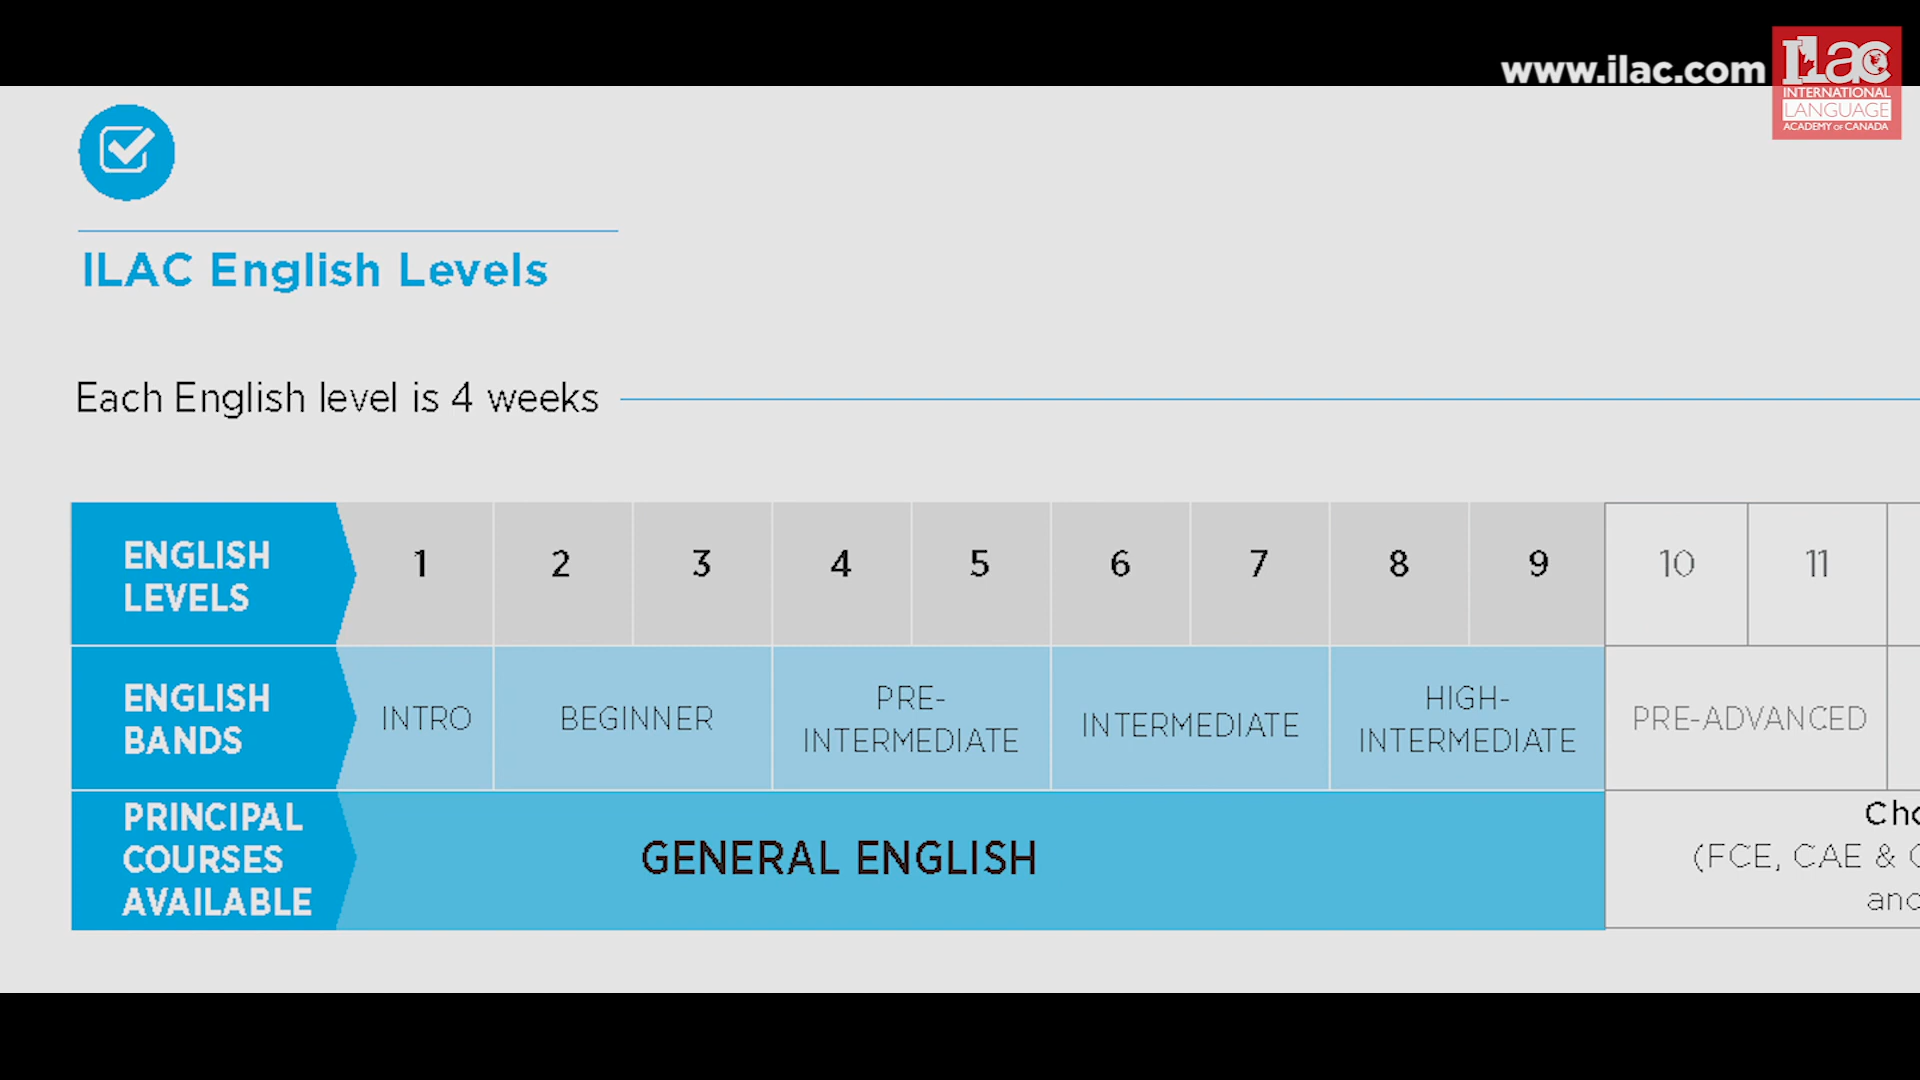 www.ilac.com
ILAC
INTERNATIONAL
LANGUAGE
ACADEMY OF CANADA
ILAC English Levels
Each English level is 4 weeks
ENGLISH LEVELS
1 2 3 4 5 6 7 8 9 10 11
ENGLISH BANDS
INTRO
BEGINNER
PRE-
INTERMEDIATE
INTERMEDIATE
HIGH-
INTERMEDIATE
PRE-ADVANCED
PRINCIPAL
COURSES
AVAILABLE
GENERAL ENGLISH
(FCE, CAE &